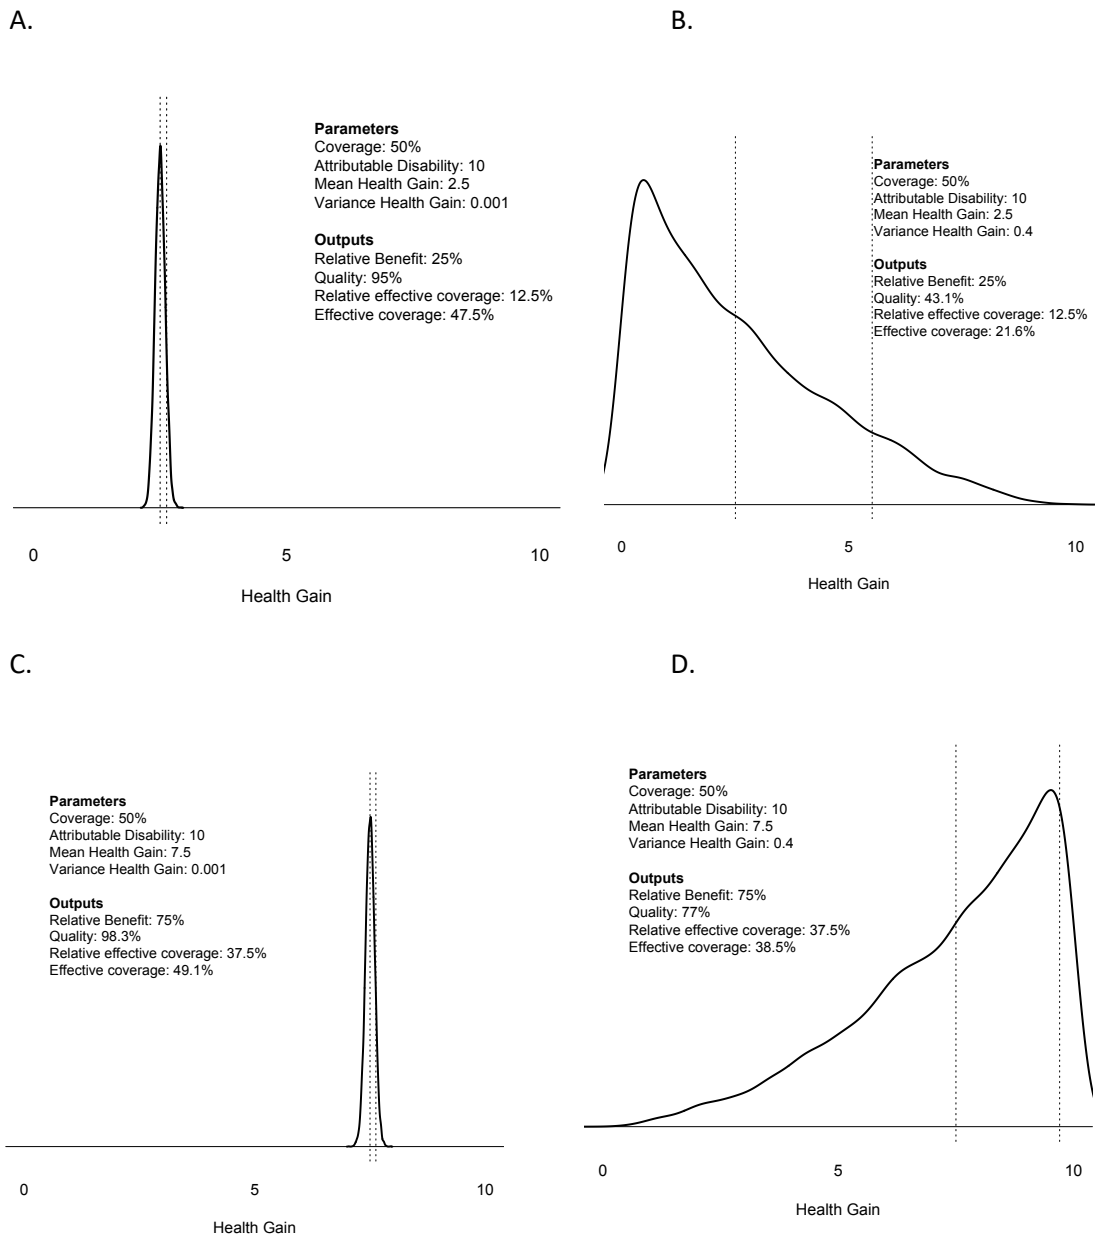 A.
Parameters
Coverage: 50%
Attributable Disability: 10
Mean Health Gain: 2.5
Variance Health Gain: 0.001
Outputs
Relative Benefit: 25%
Quality: 95%
Relative effective coverage: 12.5%
Effective coverage: 47.5%
0 5 10
Health Gain
B.
Parameters
Coverage: 50%
Attributable Disability: 10
Mean Health Gain: 2.5
Variance Health Gain: 0.4
Outputs
Relative Benefit: 25%
Quality: 43.1%
Relative effective coverage: 12.5%
Effective coverage: 21.6%
0 5 10
Health Gain
C.
Parameters
Coverage: 50%
Attributable Disability: 10
Mean Health Gain: 7.5
Variance Health Gain: 0.001
Outputs
Relative Benefit: 75%
Quality: 98.3%
Relative effective coverage: 37.5%
Effective coverage: 49.1%
0 5 10
Health Gain
D.
Parameters
Coverage: 50%
Attributable Disability: 10
Mean Health Gain: 7.5
Variance Health Gain: 0.4
Outputs
Relative Benefit: 75%
Quality: 77%
Relative effective coverage: 37.5%
Effective coverage: 38.5%
0 5 10
Health Gain